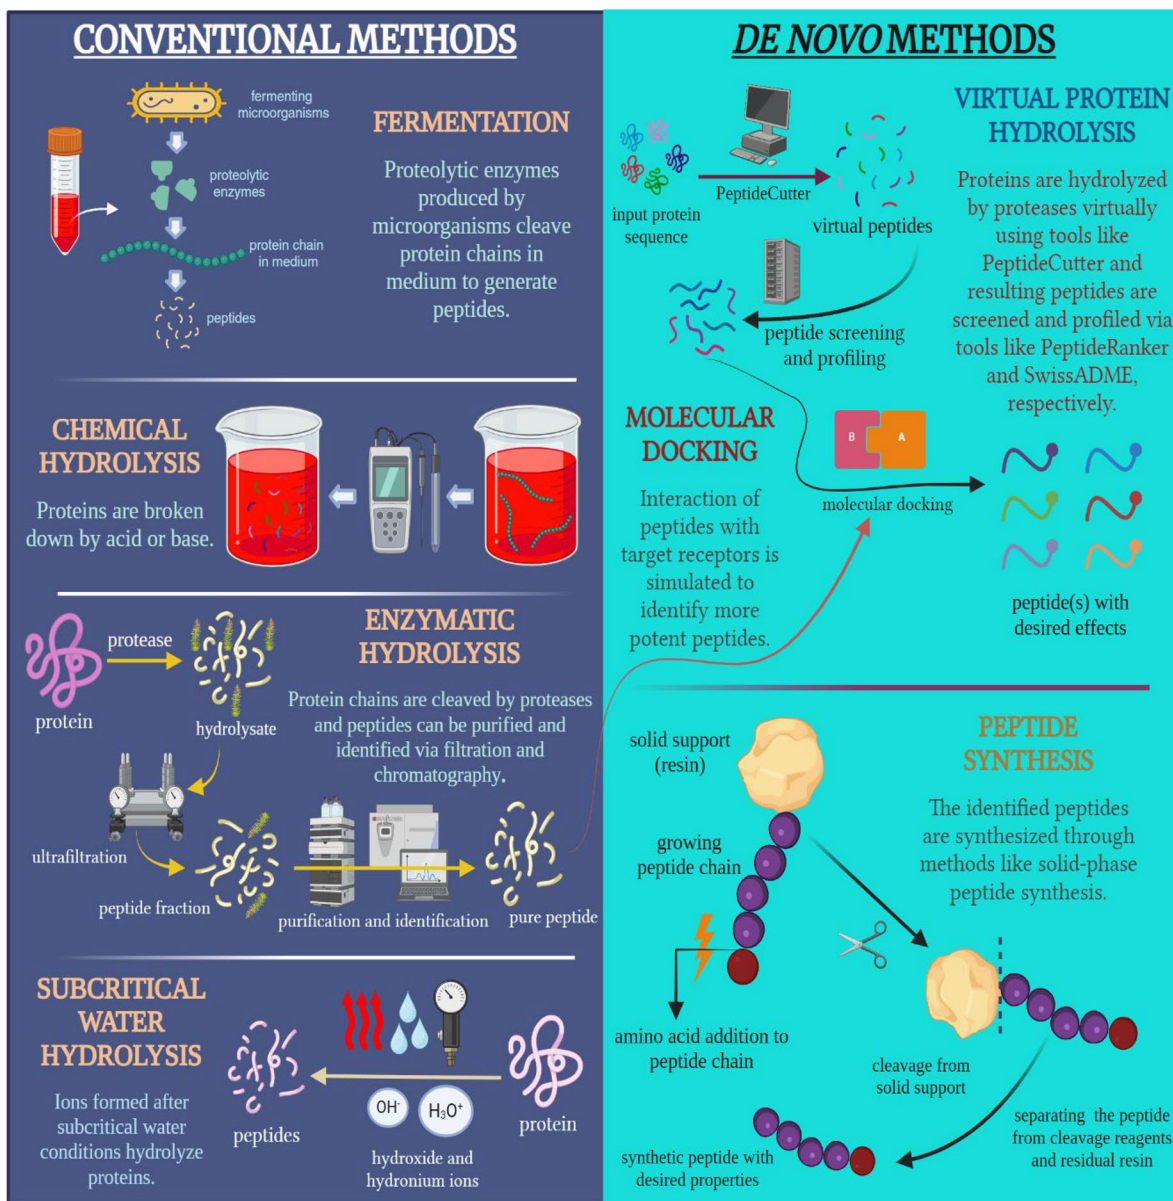 CONVENTIONAL METHODS
fermenting
microorganisms
proteolytic
enzymes
protein chain
in medium
peptides
FERMENTATION
Proteolytic enzymes
produced by
microorganisms cleave
protein chains in
medium to generate
peptides.
CHEMICAL
HYDROLYSIS
Proteins are broken
down by acid or base.
protein
protease
hydrolysate
ENZYMATIC
HYDROLYSIS
Protein chains are cleaved by proteases
and peptides can be purified and
identified via filtration and
chromatography.
ultrafiltration
peptide fraction
purification and identification
pure peptide
SUBCRITICAL
WATER
HYDROLYSIS
Ions formed after
subcritical water
conditions hydrolyze
proteins.
peptides
OH-
H₃O⁺
hydroxide and
hydronium ions
protein
DE NOVO METHODS
input protein
sequence
PeptideCutter
virtual peptides
peptide screening
and profiling
VIRTUAL PROTEIN
HYDROLYSIS
Proteins are hydrolyzed
by proteases virtually
using tools like
PeptideCutter and
resulting peptides are
screened and profiled via
tools like PeptideRanker
and SwissADME,
respectively.
MOLECULAR
DOCKING
Interaction of
peptides with
target receptors is
simulated to
identify more
potent peptides.
B
A
molecular docking
peptide(s) with
desired effects
PEPTIDE
SYNTHESIS
The identified peptides
are synthesized through
methods like solid-phase
peptide synthesis.
solid support
(resin)
growing
peptide chain
amino acid addition to
peptide chain
cleavage from
solid support
separating the peptide
from cleavage reagents
and residual resin
synthetic peptide with
desired properties